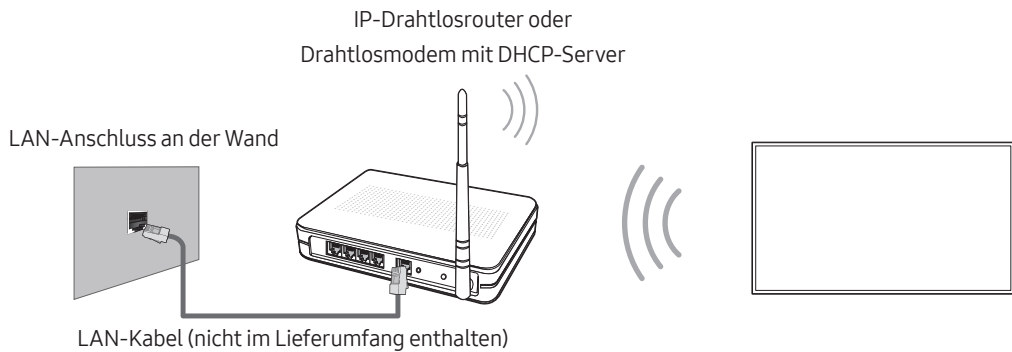 IP-Drahtlosrouter oder
Drahtlosmodem mit DHCP-Server
LAN-Anschluss an der Wand
LAN-Kabel (nicht im Lieferumfang enthalten)